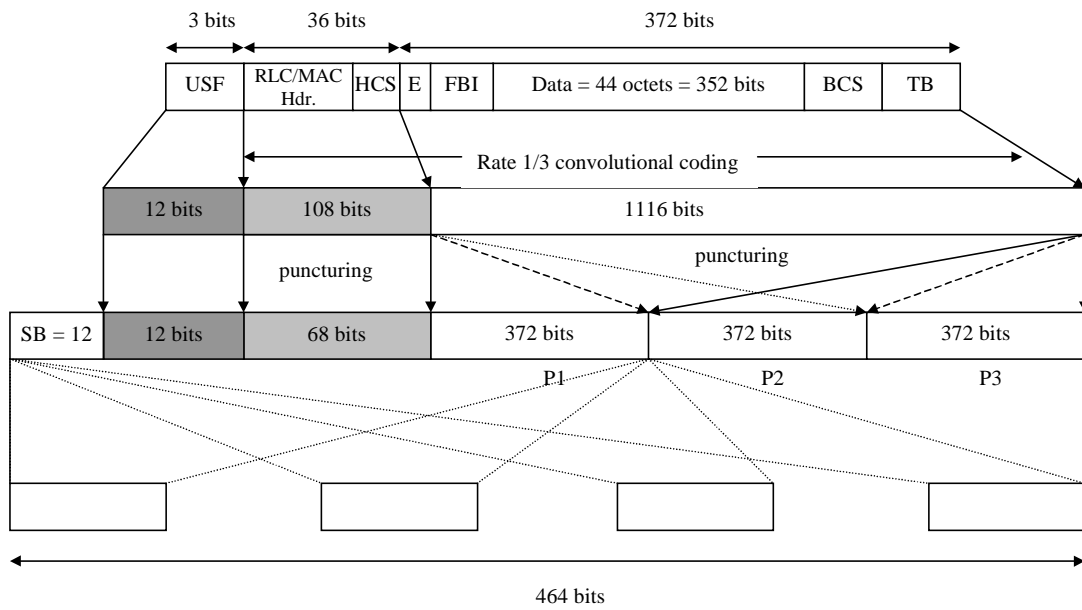 3 bits 36 bits 372 bits
USF RLC/MAC Hdr. HCS E FBI Data = 44 octets = 352 bits BCS TB
Rate 1/3 convolutional coding
12 bits 108 bits 1116 bits
puncturing puncturing
SB = 12 12 bits 68 bits 372 bits 372 bits 372 bits
P1 P2 P3
464 bits